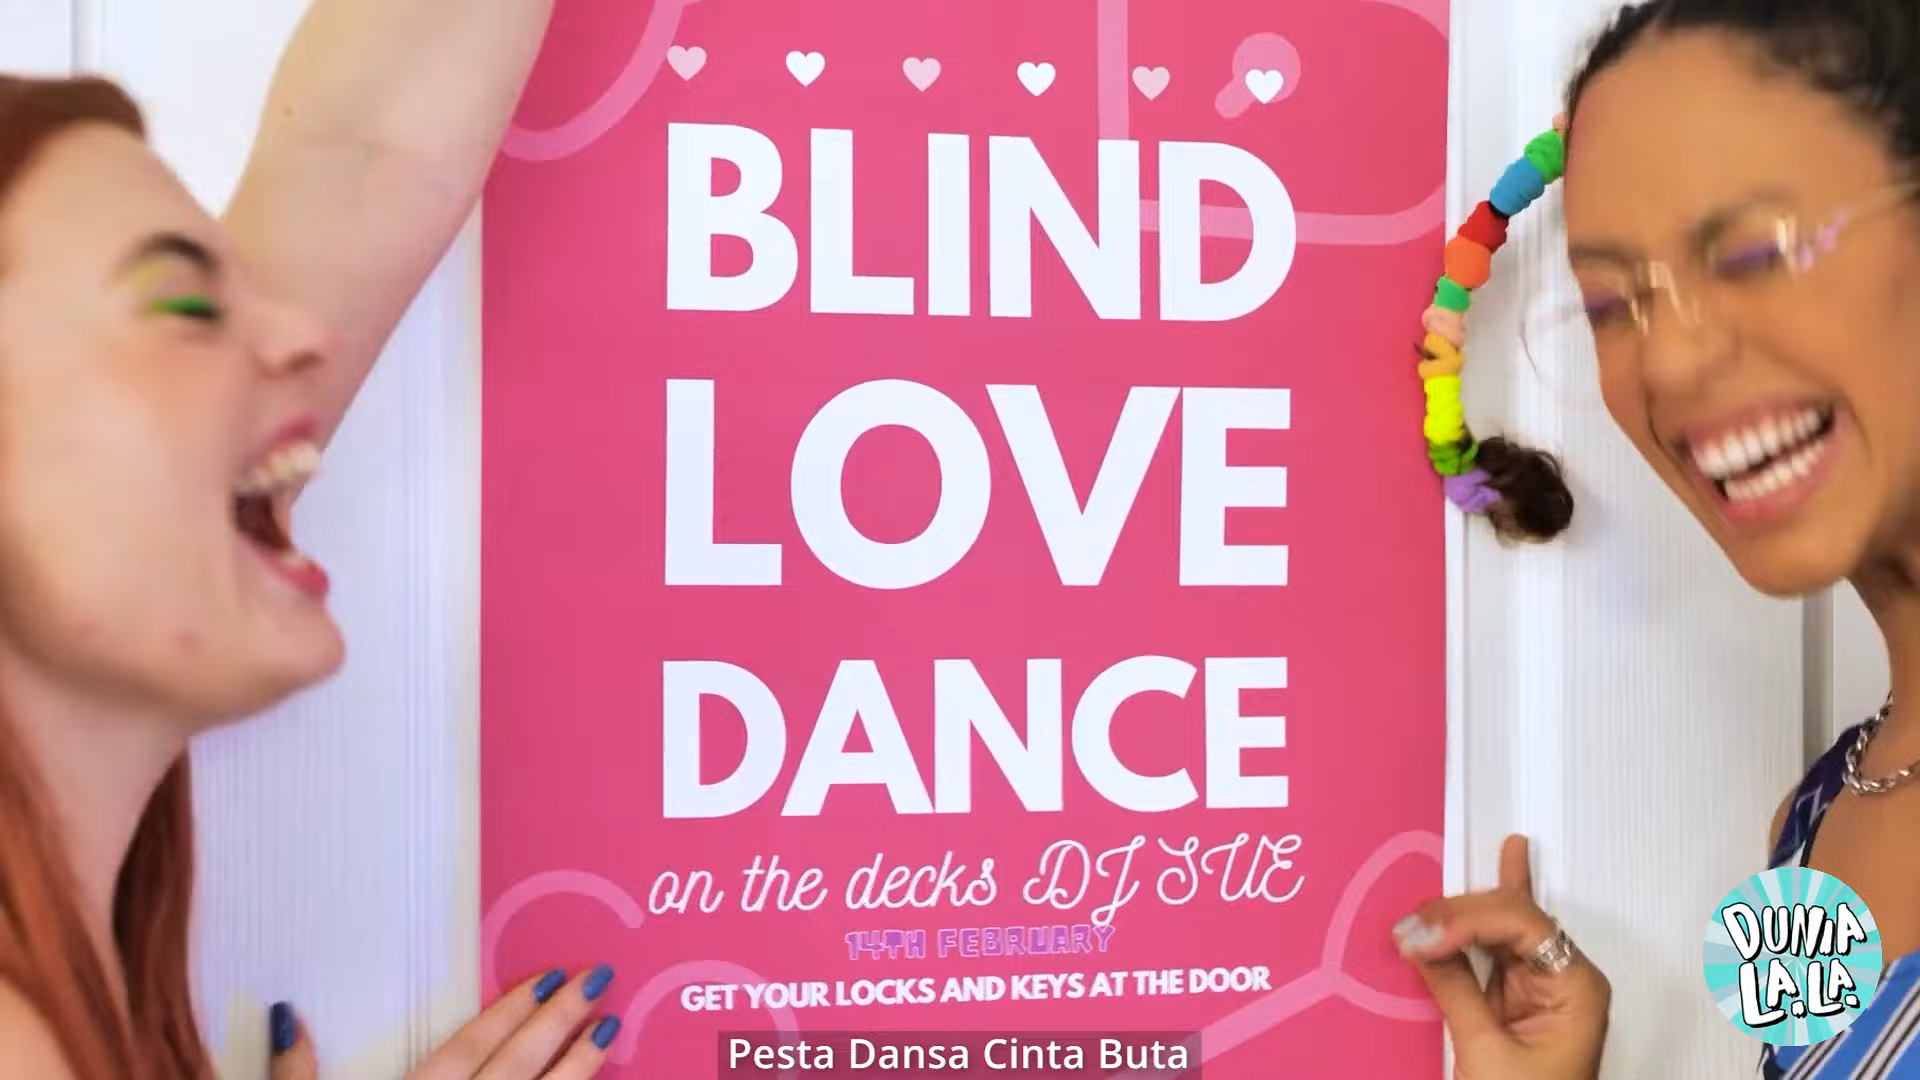 BLIND
LOVE
DANCE
on the decks DJ SUE
14TH FEBRUARY
GET YOUR LOCKS AND KEYS AT THE DOOR
Pesta Dansa Cinta Buta
DUNIA
LA.LA.